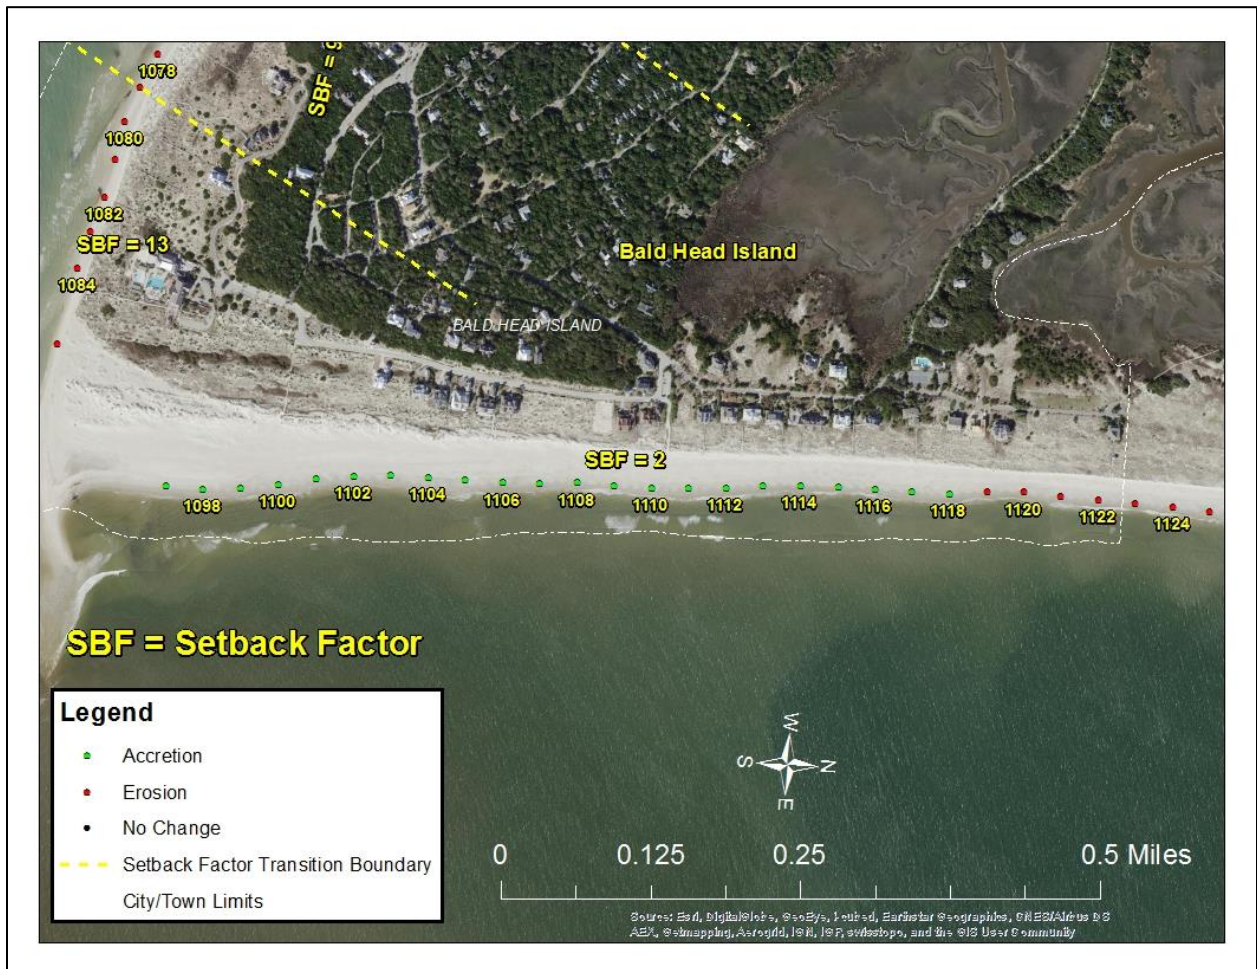 1078
SBF = 9
1080
1082
SBF = 13
1084
Bald Head Island
BALD HEAD ISLAND
SBF = 2
1098
1100
1102
1104
1106
1108
1110
1112
1114
1116
1118
1120
1122
1124
SBF = Setback Factor
Legend
Accretion
Erosion
No Change
Setback Factor Transition Boundary
City/Town Limits
W
S
N
E
0 0.125 0.25 0.5 Miles
Source: Esri, DigitalGlobe, GeoEye, i-cubed, Earthstar Geographics, CNES/Airbus DS
AEX, Getmapping, Aerogrid, IGN, IGP, swisstopo, and the GIS User Community